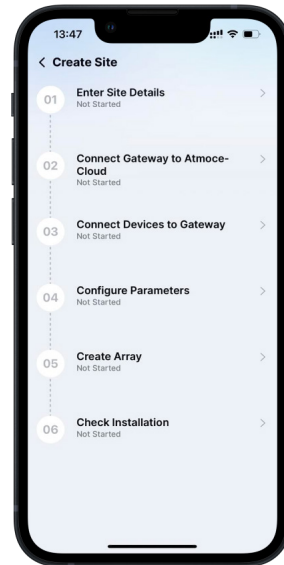 13:47
Create Site
01
Enter Site Details
Not Started
02
Connect Gateway to Atmoce-
Cloud
Not Started
03
Connect Devices to Gateway
Not Started
04
Configure Parameters
Not Started
05
Create Array
Not Started
06
Check Installation
Not Started